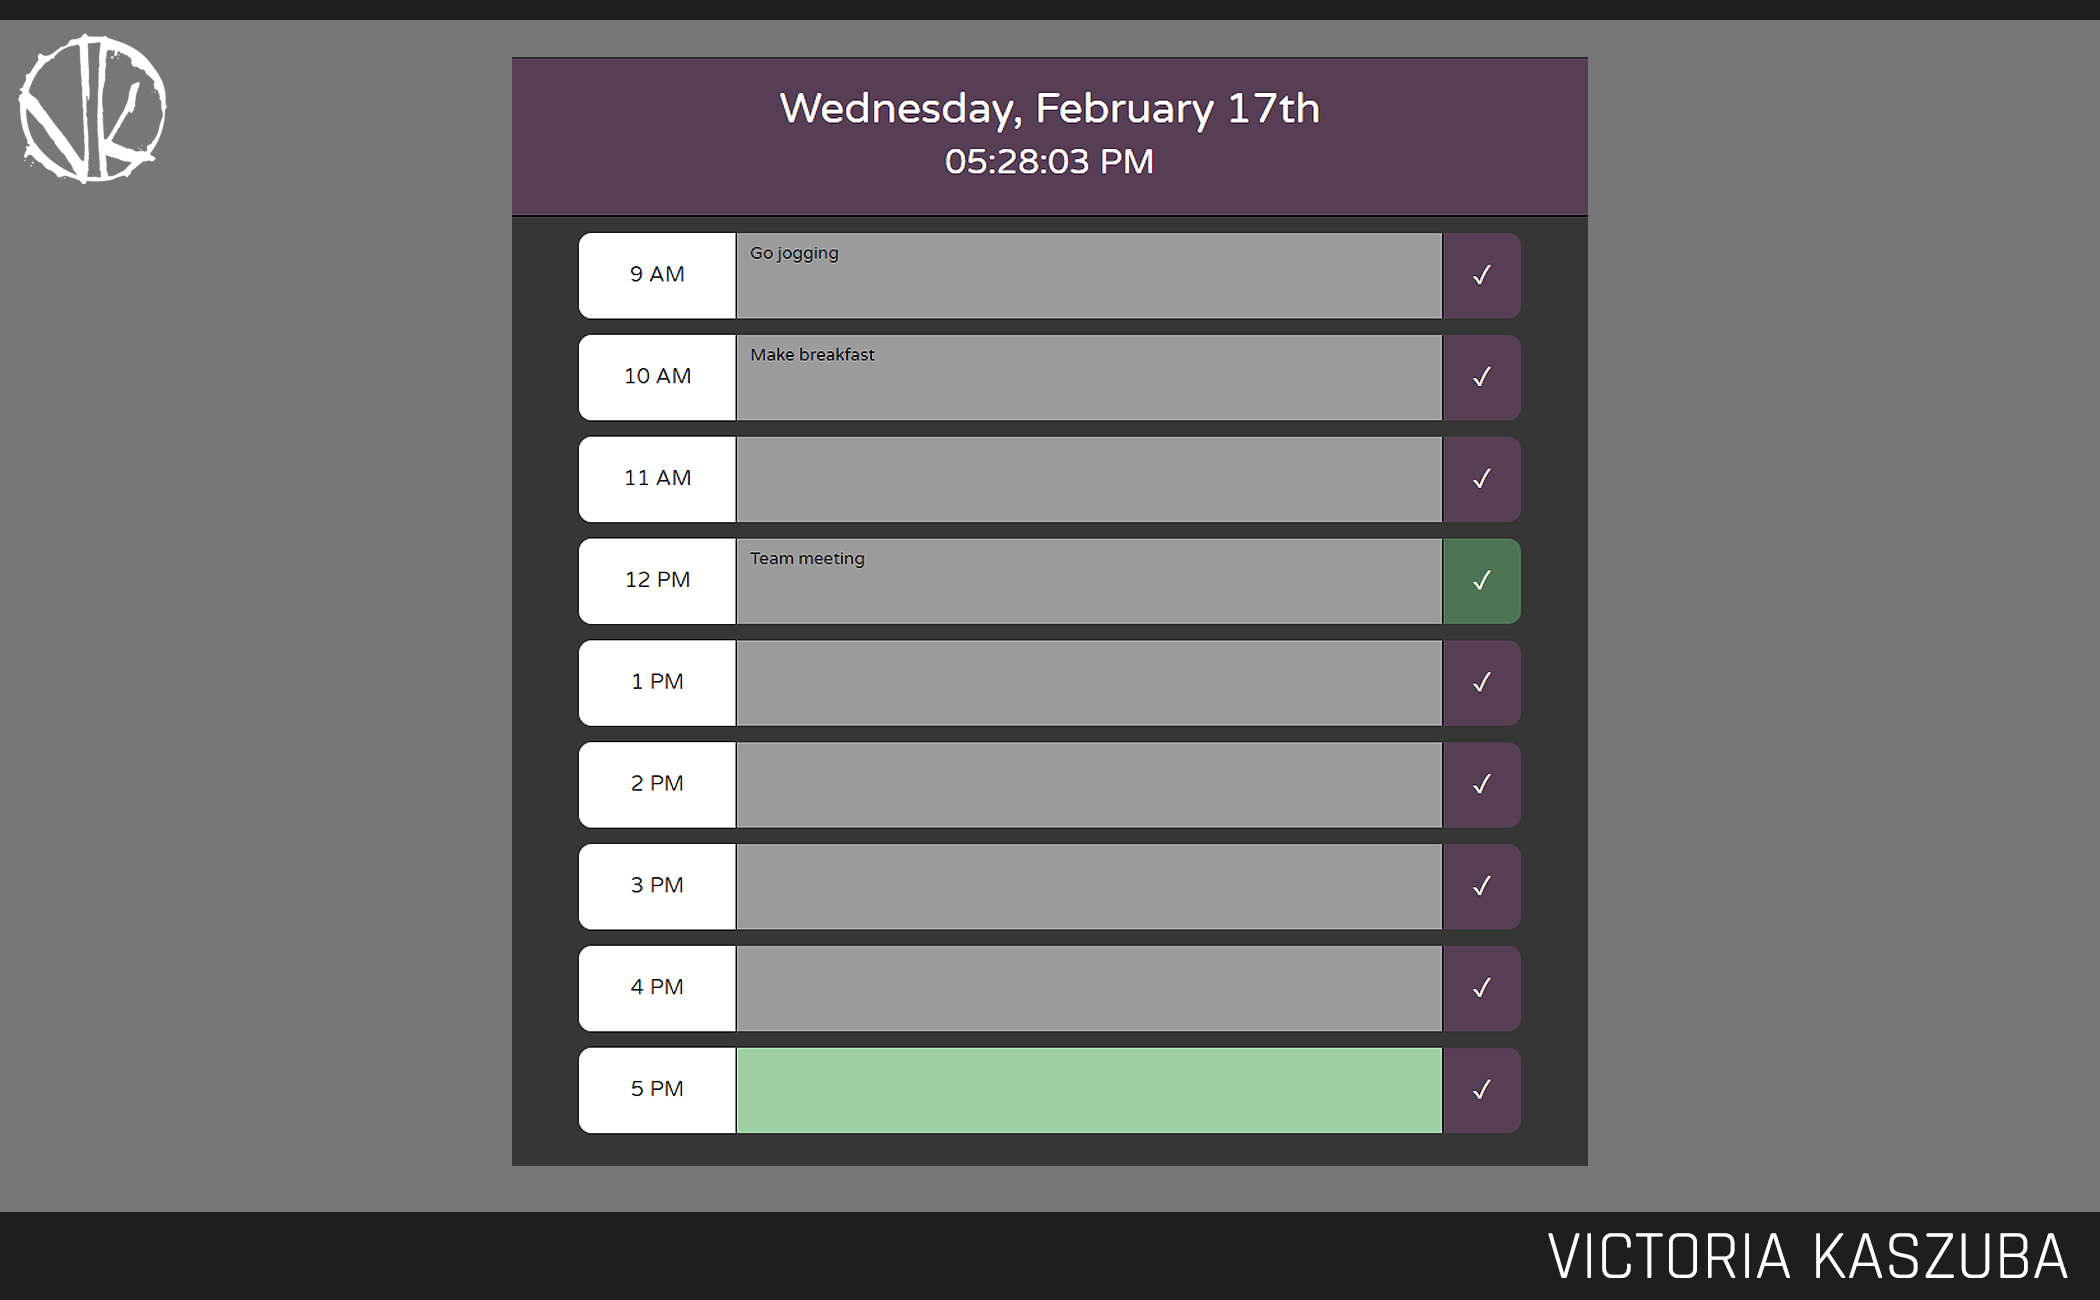 VK
Wednesday, February 17th
05:28:03 PM
9 AM
Go jogging
✓
10 AM
Make breakfast
✓
11 AM
✓
12 PM
Team meeting
✓
1 PM
✓
2 PM
✓
3 PM
✓
4 PM
✓
5 PM
✓
VICTORIA KASZUBA